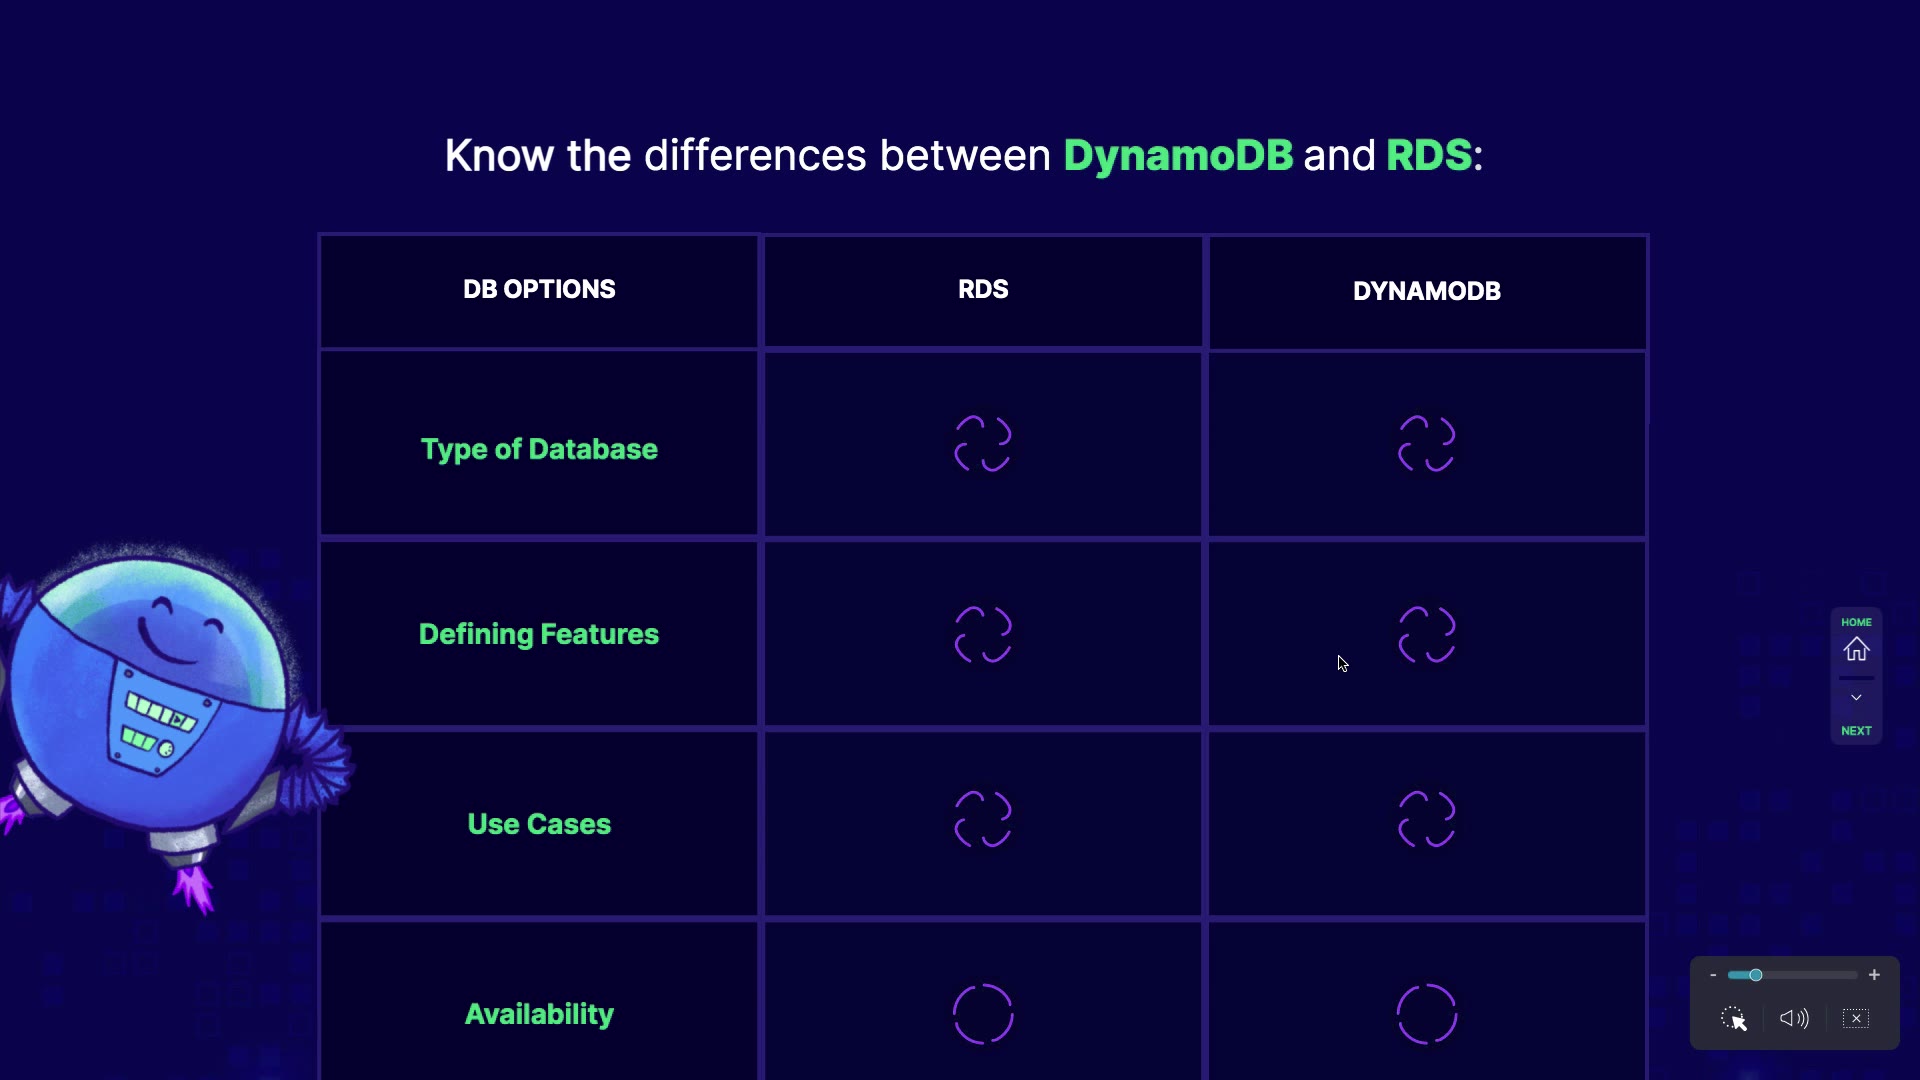 Know the differences between DynamoDB and RDS:
DB OPTIONS
RDS
DYNAMODB
Type of Database
Defining Features
Use Cases
Availability
HOME
NEXT
- +